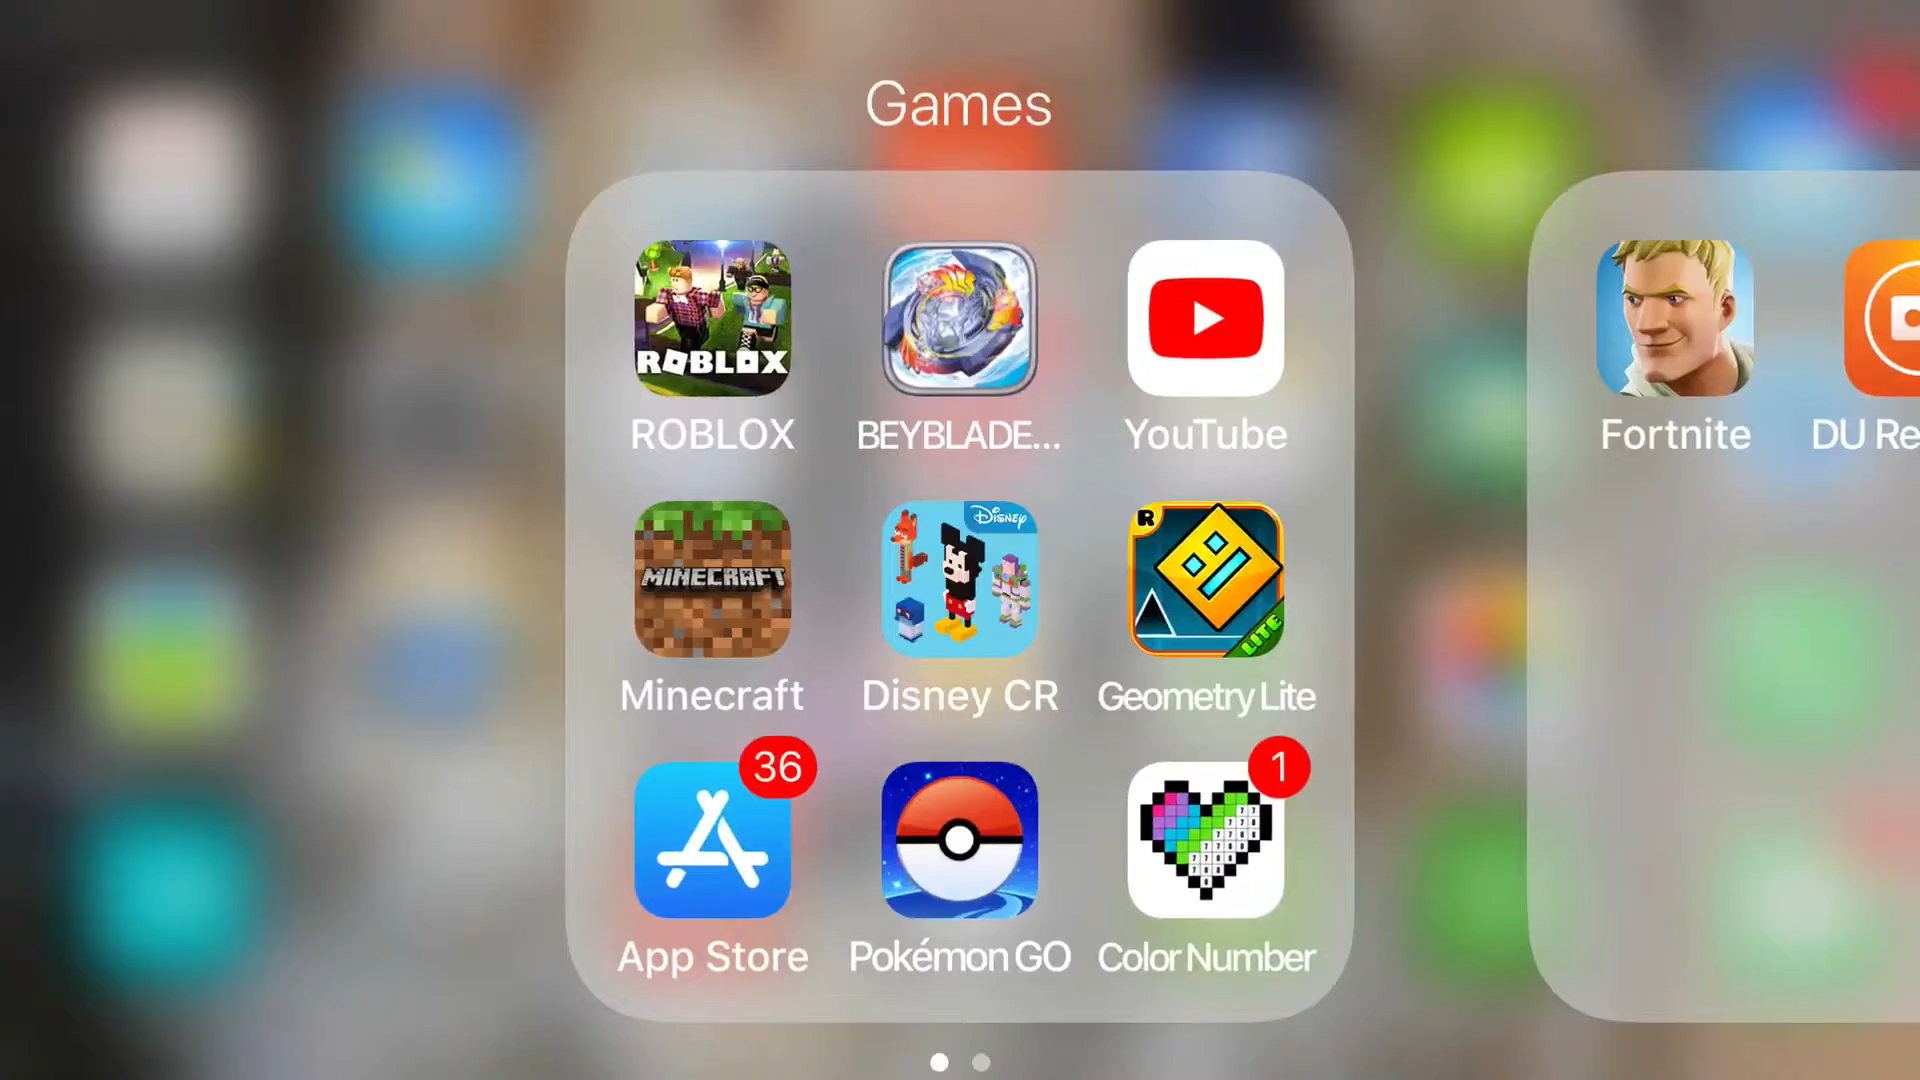 Games
ROBLOX
ROBLOX
BEYBLADE...
YouTube
Fortnite
DU Re
MINECRAFT
Disney
R
LITE
Minecraft
Disney CR
Geometry Lite
36
1
App Store
Pokémon GO
Color Number